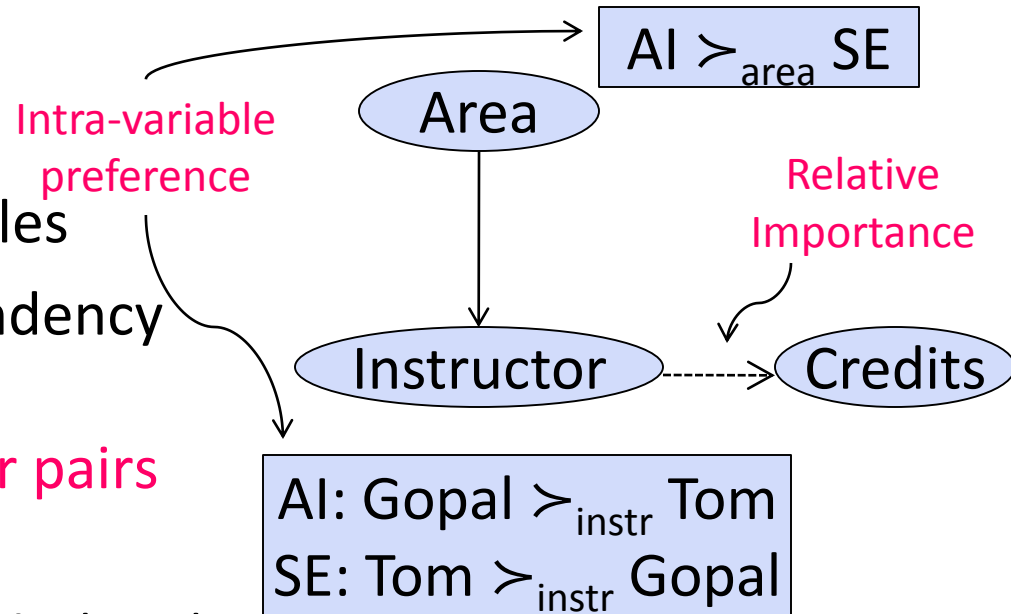 AI ≻area SE
Area
Intra-variable
preference
Relative
Importance
les
ndency
Instructor
Credits
r pairs
AI: Gopal ≻instr Tom
SE: Tom ≻instr Gopal